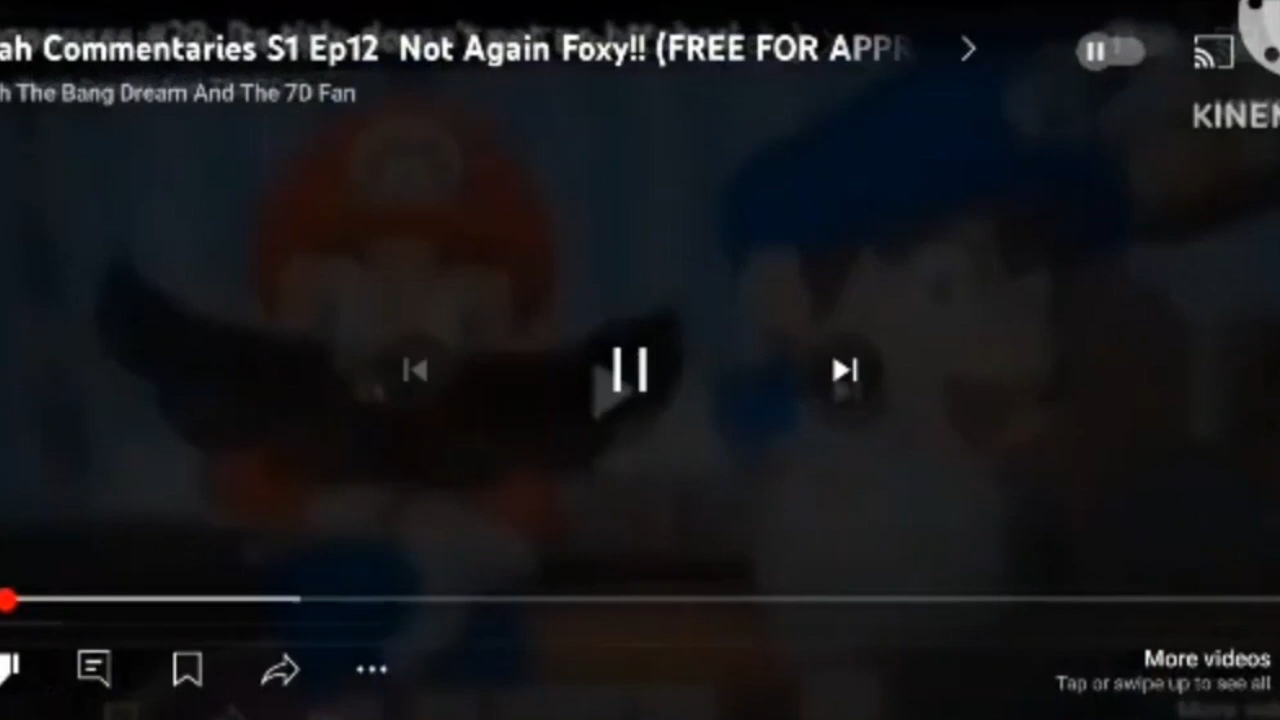 ah Commentaries S1 Ep12 Not Again Foxy!! (FREE FOR APPR
h The Bang Dream And The 7D Fan
KINEM
More videos
Tap or swipe up to see all